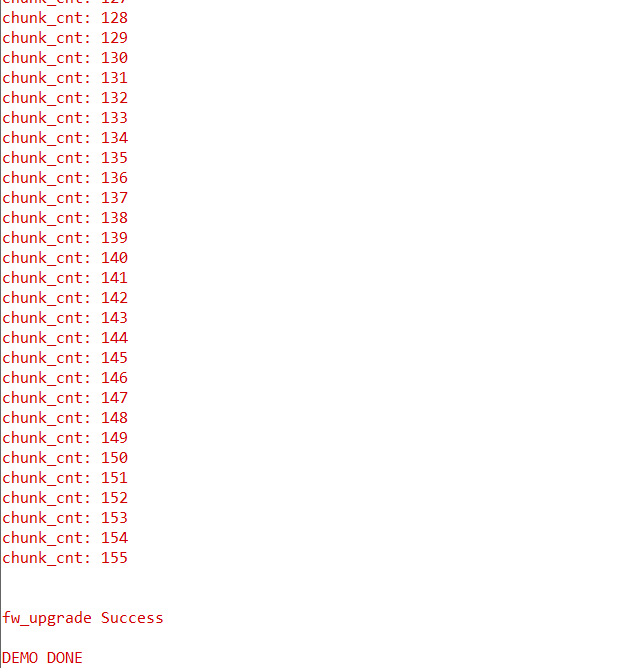 chunk_cnt: 127
chunk_cnt: 128
chunk_cnt: 129
chunk_cnt: 130
chunk_cnt: 131
chunk_cnt: 132
chunk_cnt: 133
chunk_cnt: 134
chunk_cnt: 135
chunk_cnt: 136
chunk_cnt: 137
chunk_cnt: 138
chunk_cnt: 139
chunk_cnt: 140
chunk_cnt: 141
chunk_cnt: 142
chunk_cnt: 143
chunk_cnt: 144
chunk_cnt: 145
chunk_cnt: 146
chunk_cnt: 147
chunk_cnt: 148
chunk_cnt: 149
chunk_cnt: 150
chunk_cnt: 151
chunk_cnt: 152
chunk_cnt: 153
chunk_cnt: 154
chunk_cnt: 155
fw_upgrade Success
DEMO DONE